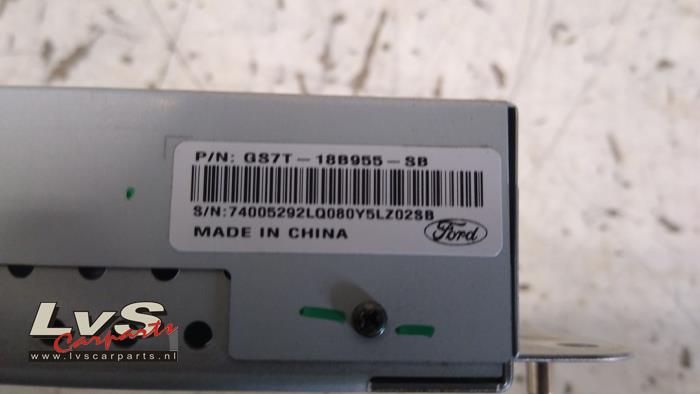 P/N: GS7T-18B955-SB
S/N:74005292LQ080Y5LZ02SB
MADE IN CHINA
Ford
LvS
Carparts
www.lvscarparts.nl